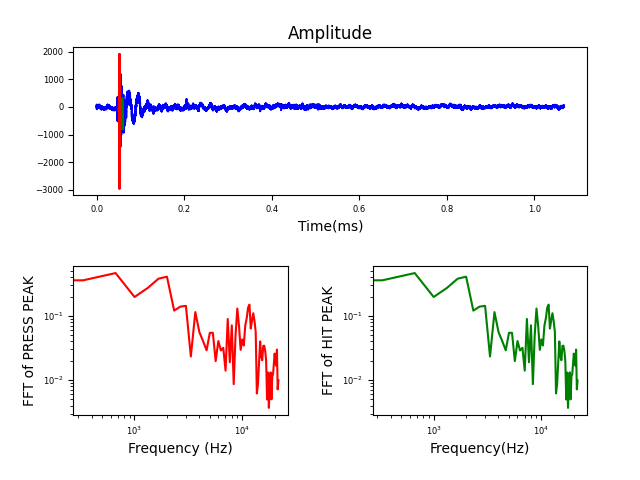 Amplitude
2000
1000
0
−1000
−2000
−3000
0.0 0.2 0.4 0.6 0.8 1.0
Time(ms)
FFT of PRESS PEAK
10⁻¹
10⁻²
10³ 10⁴
Frequency (Hz)
FFT of HIT PEAK
10⁻¹
10⁻²
10³ 10⁴
Frequency(Hz)